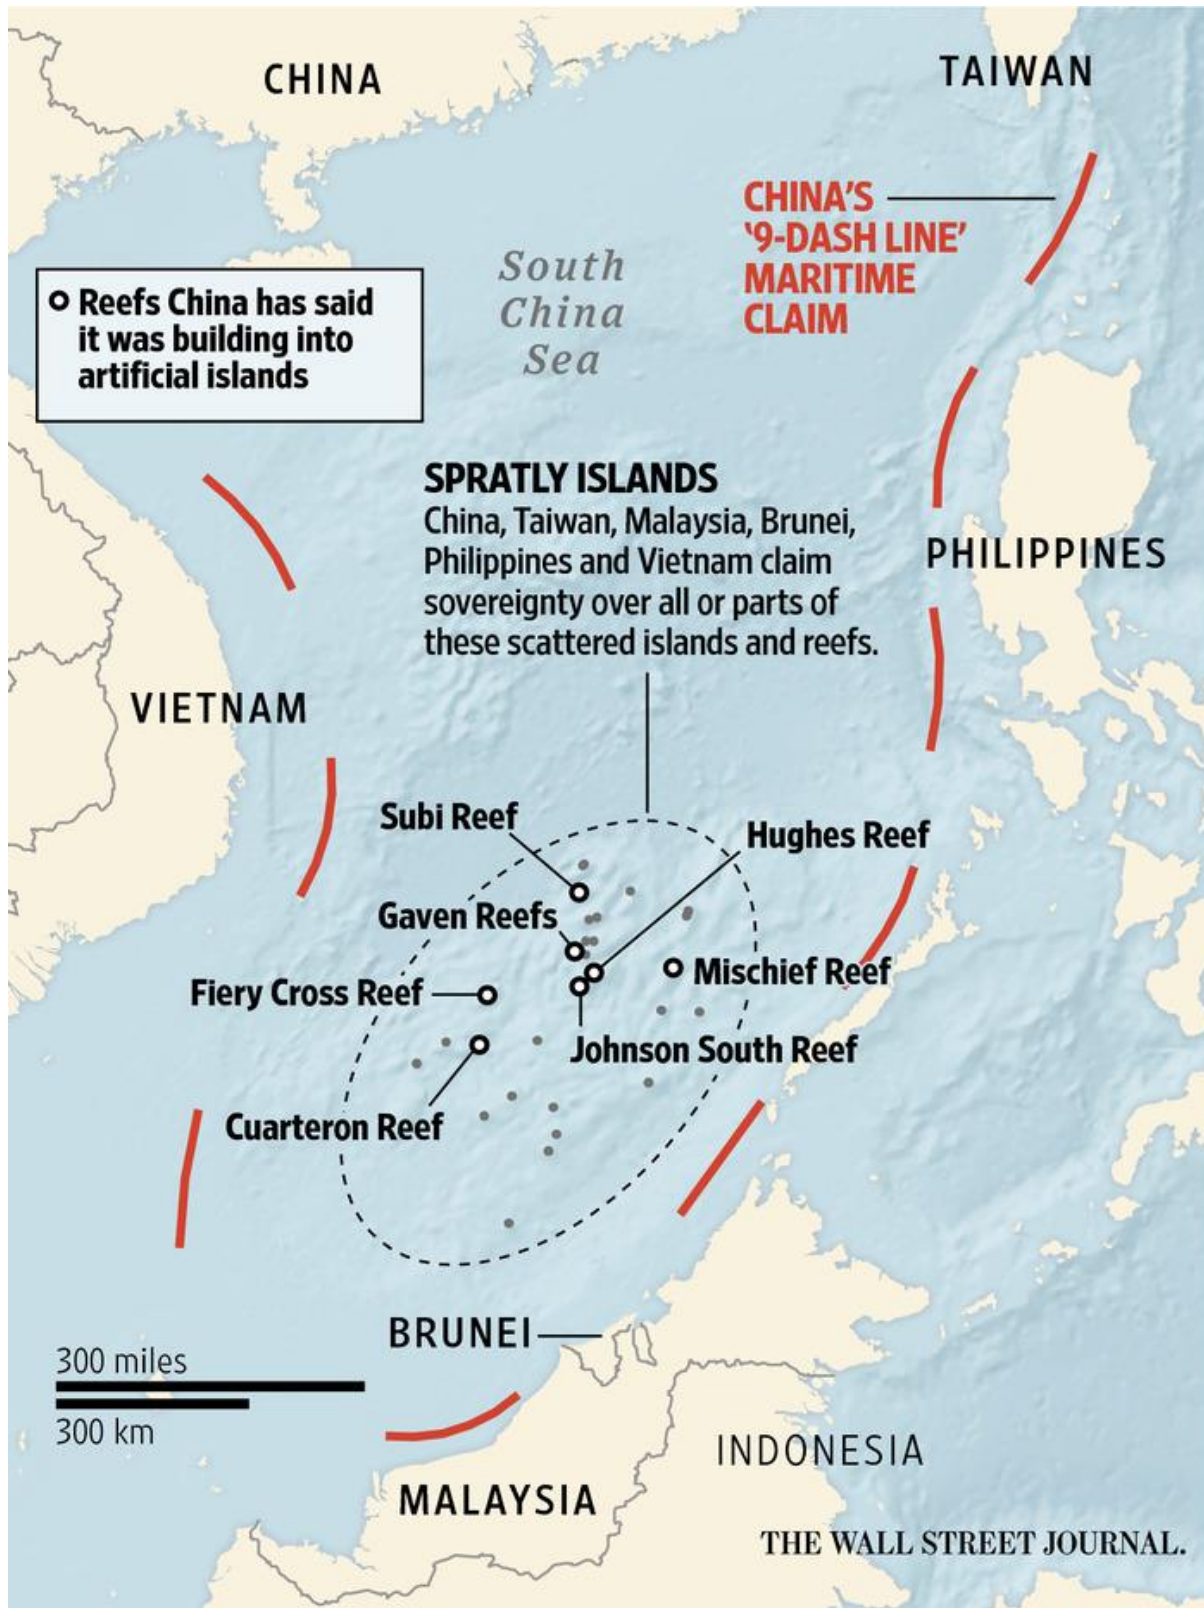 CHINA
TAIWAN
CHINA'S
'9-DASH LINE'
MARITIME
CLAIM
South
China
Sea
Reefs China has said
it was building into
artificial islands
SPRATLY ISLANDS
China, Taiwan, Malaysia, Brunei,
Philippines and Vietnam claim
sovereignty over all or parts of
these scattered islands and reefs.
PHILIPPINES
VIETNAM
Subi Reef
Hughes Reef
Gaven Reefs
Mischief Reef
Fiery Cross Reef
Johnson South Reef
Cuarteron Reef
BRUNEI
300 miles
300 km
INDONESIA
MALAYSIA
THE WALL STREET JOURNAL.